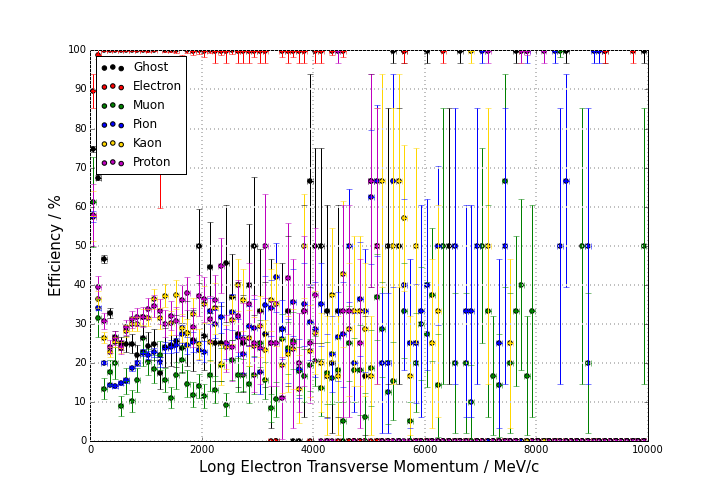 100
90
80
70
60
50
40
30
20
10
0
Efficiency / %
Ghost
Electron
Muon
Pion
Kaon
Proton
0 2000 4000 6000 8000 10000
Long Electron Transverse Momentum / MeV/c